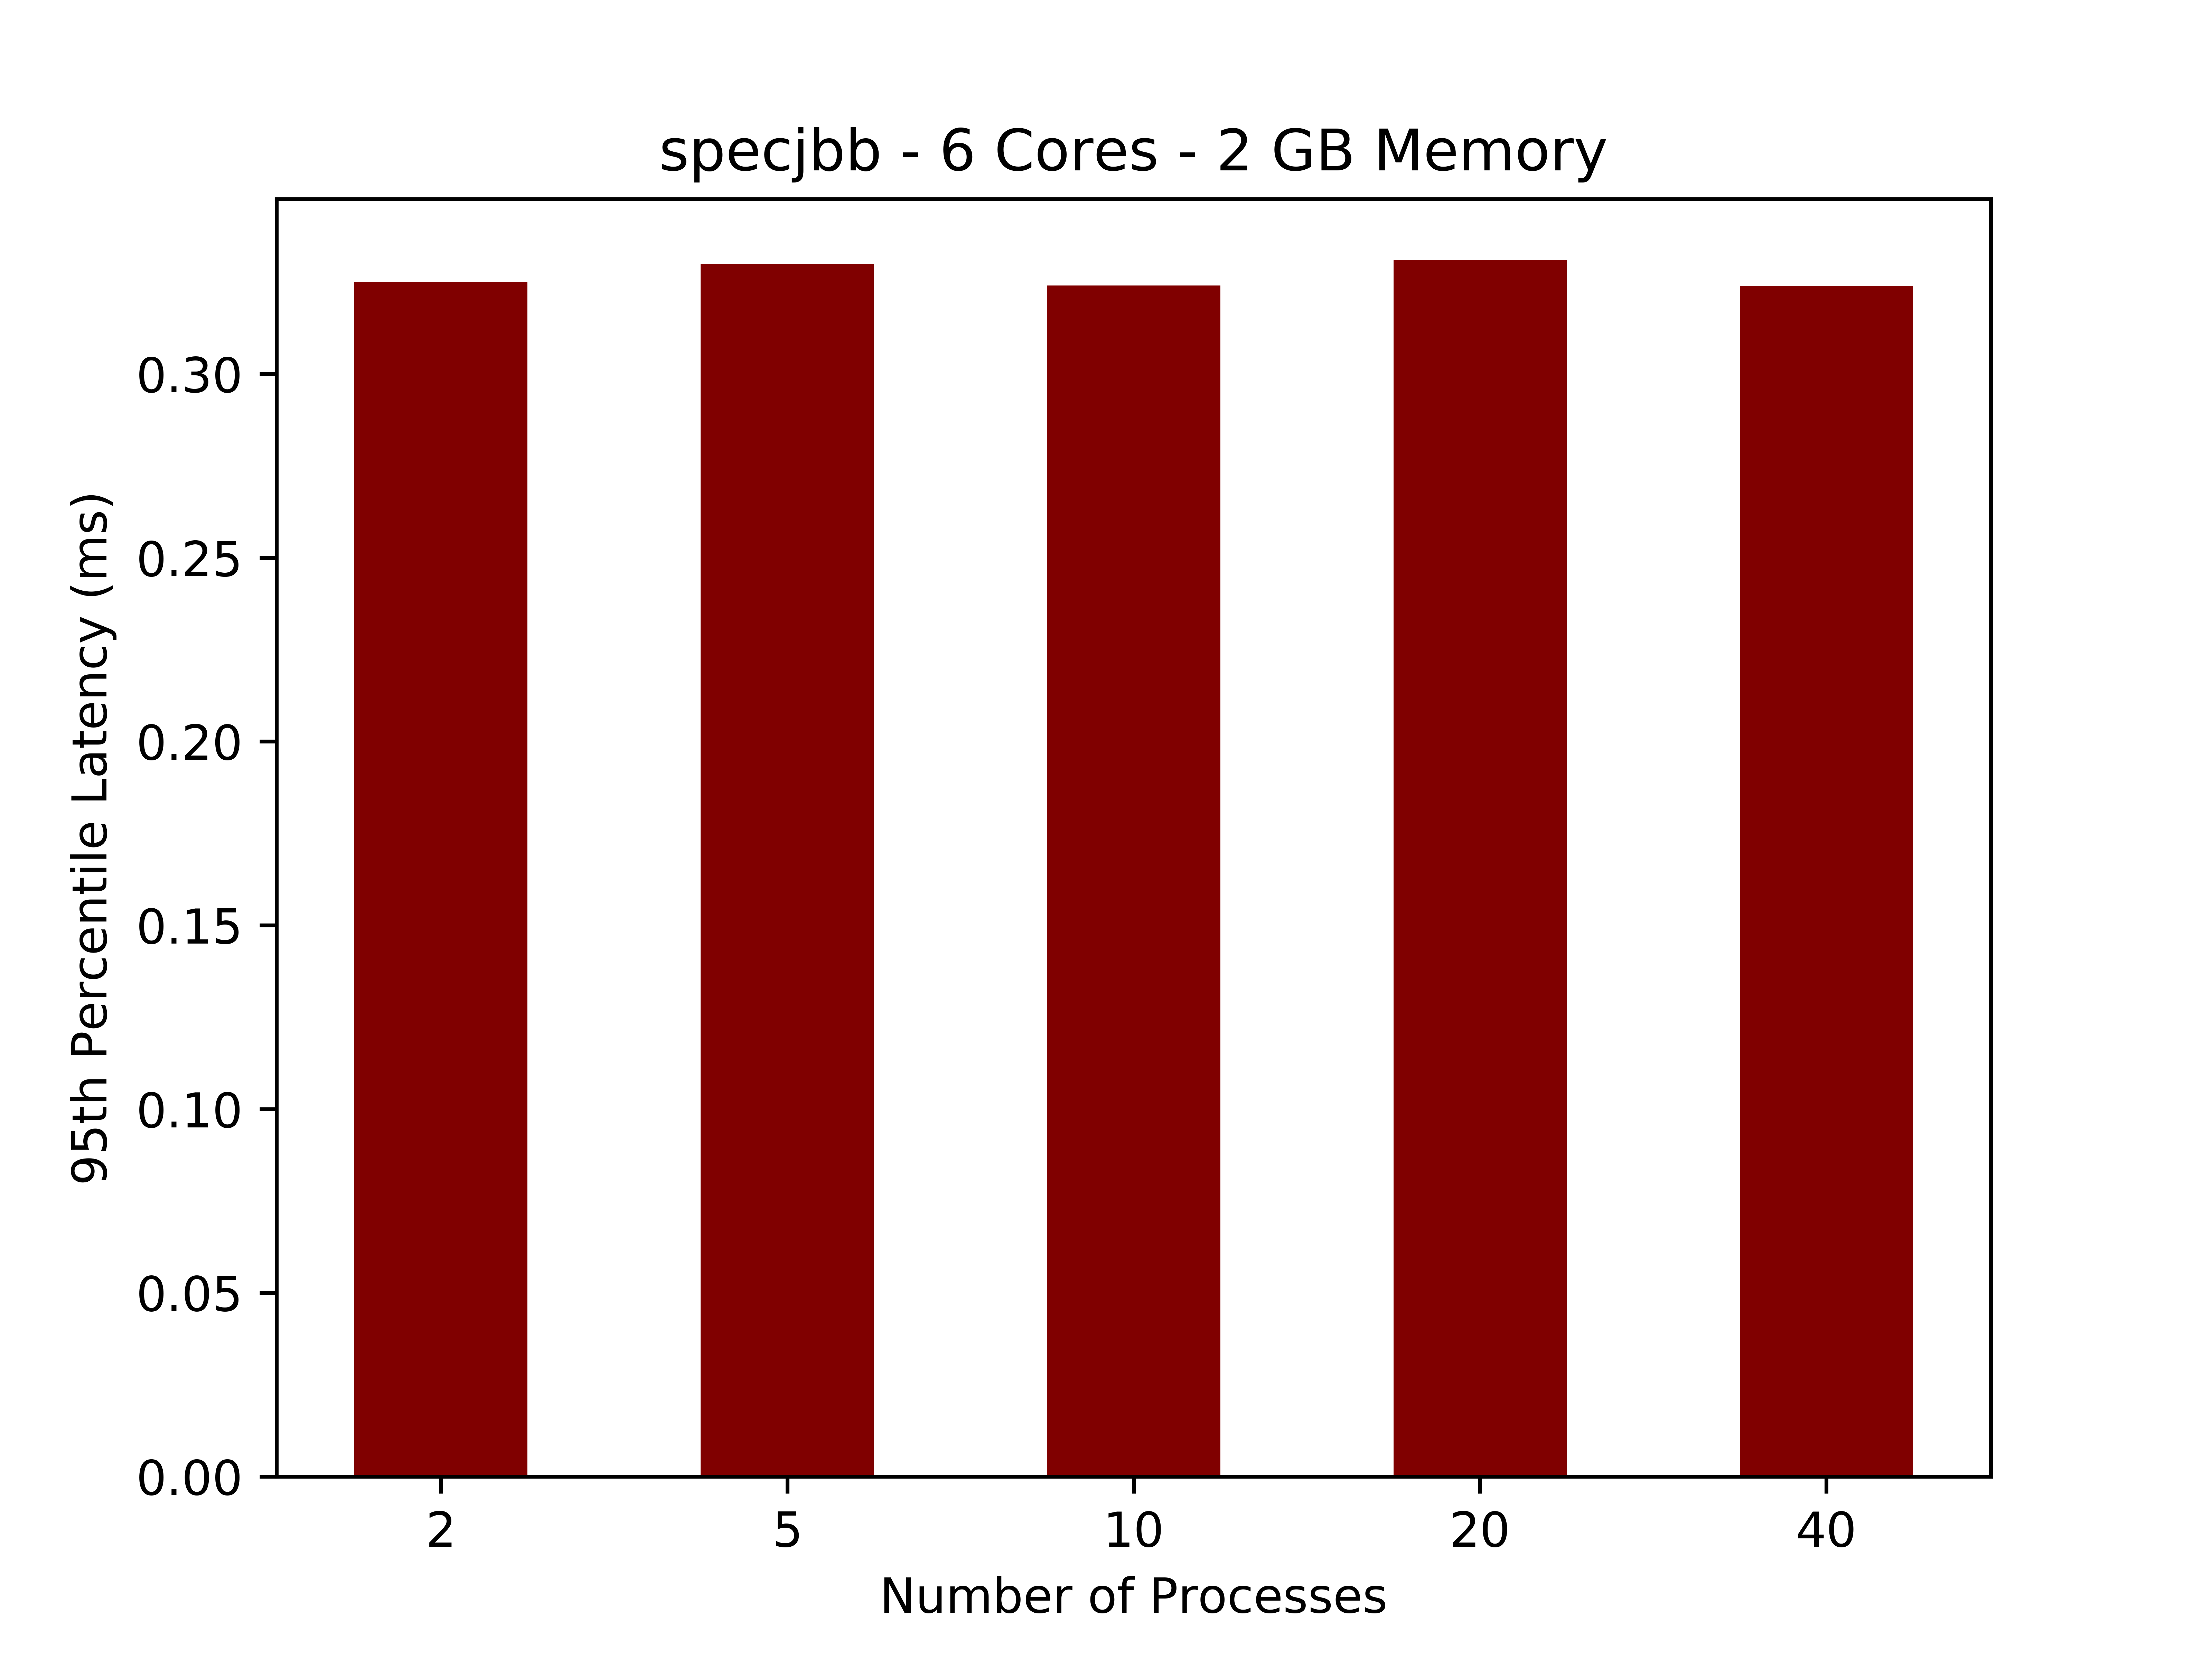 specjbb - 6 Cores - 2 GB Memory
95th Percentile Latency (ms)
0.30
0.25
0.20
0.15
0.10
0.05
0.00
2 5 10 20 40
Number of Processes